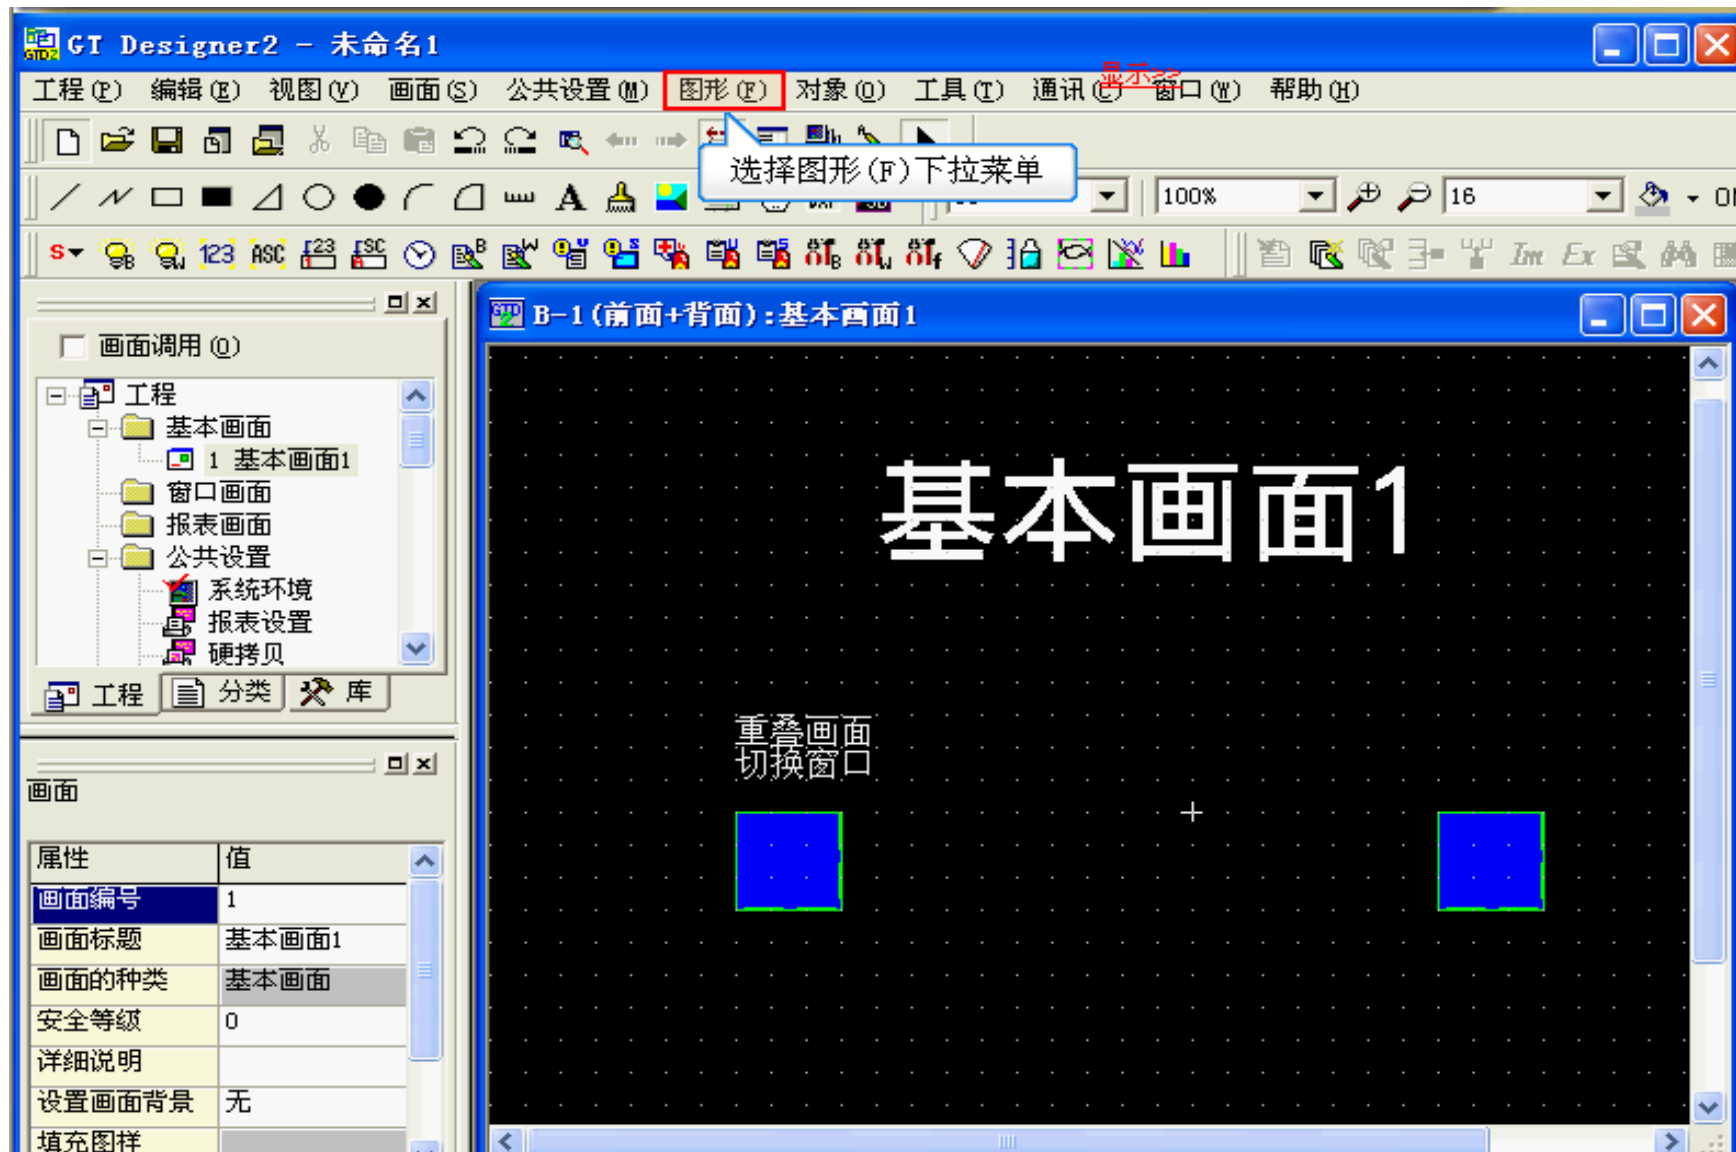 GT Designer2 - 未命名1
工程(P) 编辑(E) 视图(V) 画面(S) 公共设置(M) 图形(F) 对象(O) 工具(T) 通讯(C) 窗口(W) 帮助(H)
显示>>
选择图形(F)下拉菜单
A 100% 16
S 123 ASC Im Ex
B-1(前面+背面):基本画面1
画面调用(Q)
工程
基本画面
1 基本画面1
窗口画面
报表画面
公共设置
系统环境
报表设置
硬拷贝
工程 分类 库
基本画面1
重叠画面
切换窗口
画面
属性 值
画面编号 1
画面标题 基本画面1
画面的种类 基本画面
安全等级 0
详细说明
设置画面背景 无
填充图样